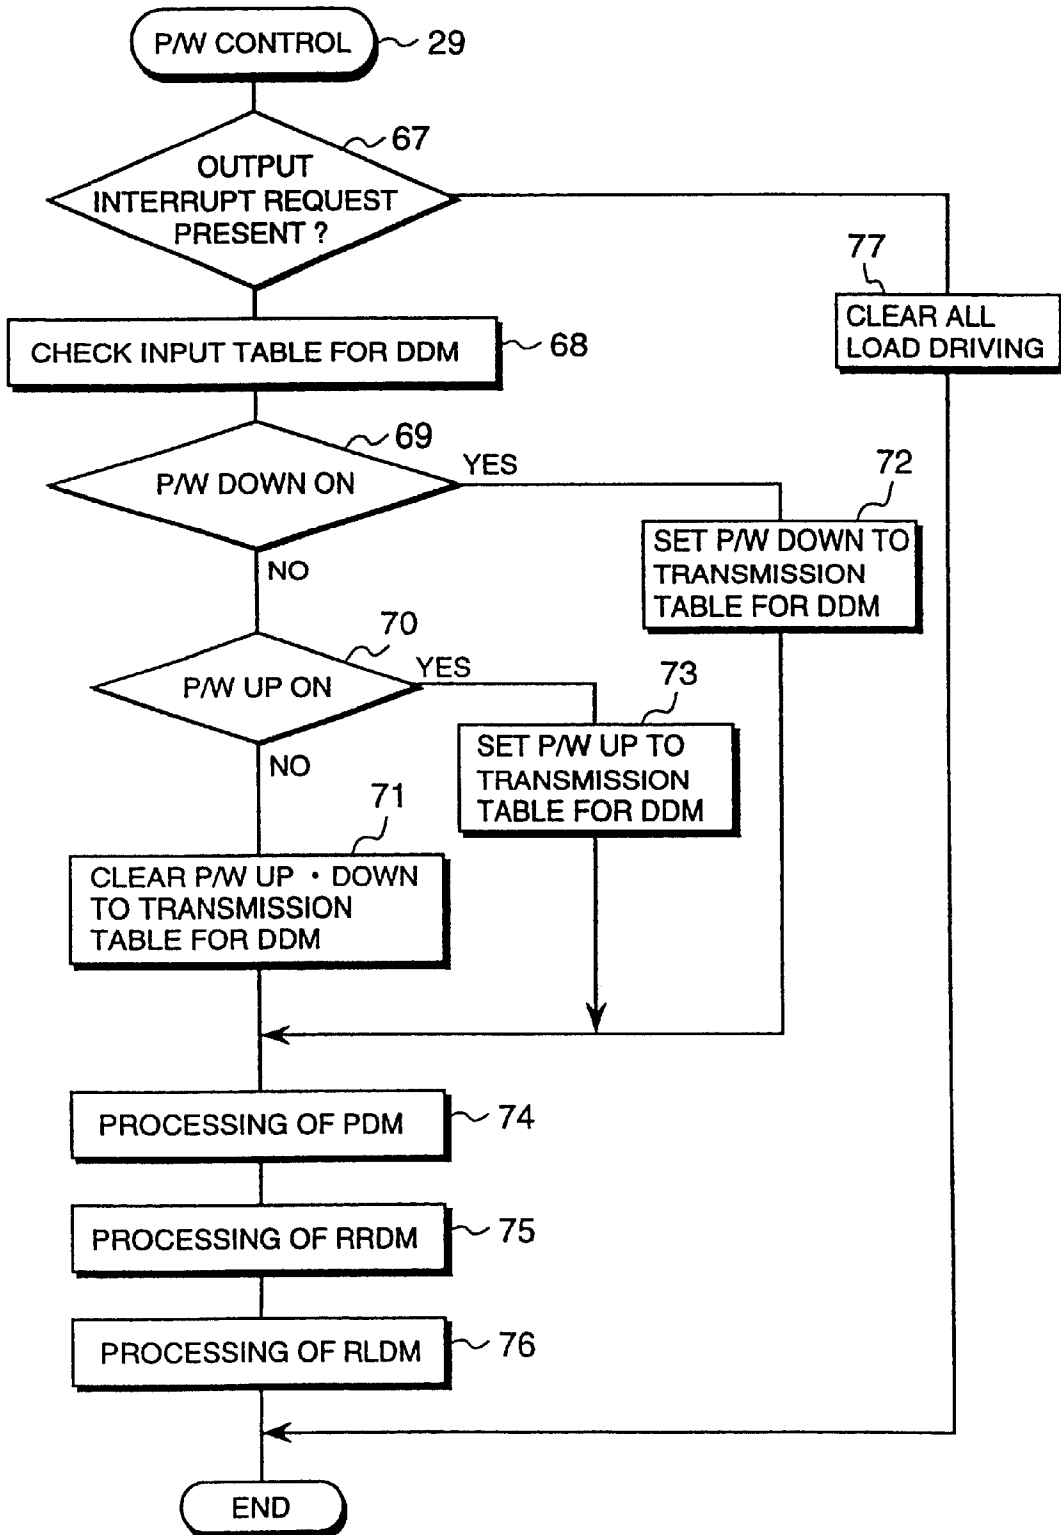 P/W CONTROL
29
67
OUTPUT
INTERRUPT REQUEST
PRESENT ?
77
CLEAR ALL
LOAD DRIVING
CHECK INPUT TABLE FOR DDM
68
69
P/W DOWN ON
YES
NO
72
SET P/W DOWN TO
TRANSMISSION
TABLE FOR DDM
70
P/W UP ON
YES
NO
73
SET P/W UP TO
TRANSMISSION
TABLE FOR DDM
71
CLEAR P/W UP • DOWN
TO TRANSMISSION
TABLE FOR DDM
PROCESSING OF PDM
74
PROCESSING OF RRDM
75
PROCESSING OF RLDM
76
END